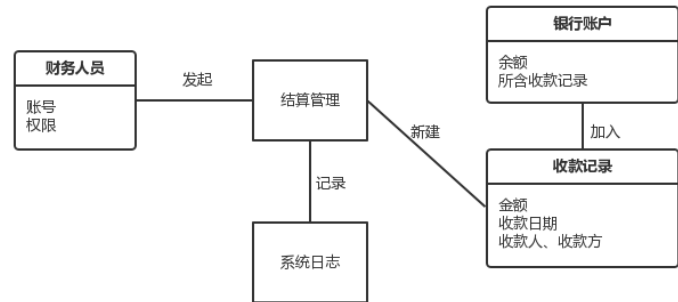 财务人员
账号
权限
发起
结算管理
记录
系统日志
新建
银行账户
余额
所含收款记录
加入
收款记录
金额
收款日期
收款人、收款方